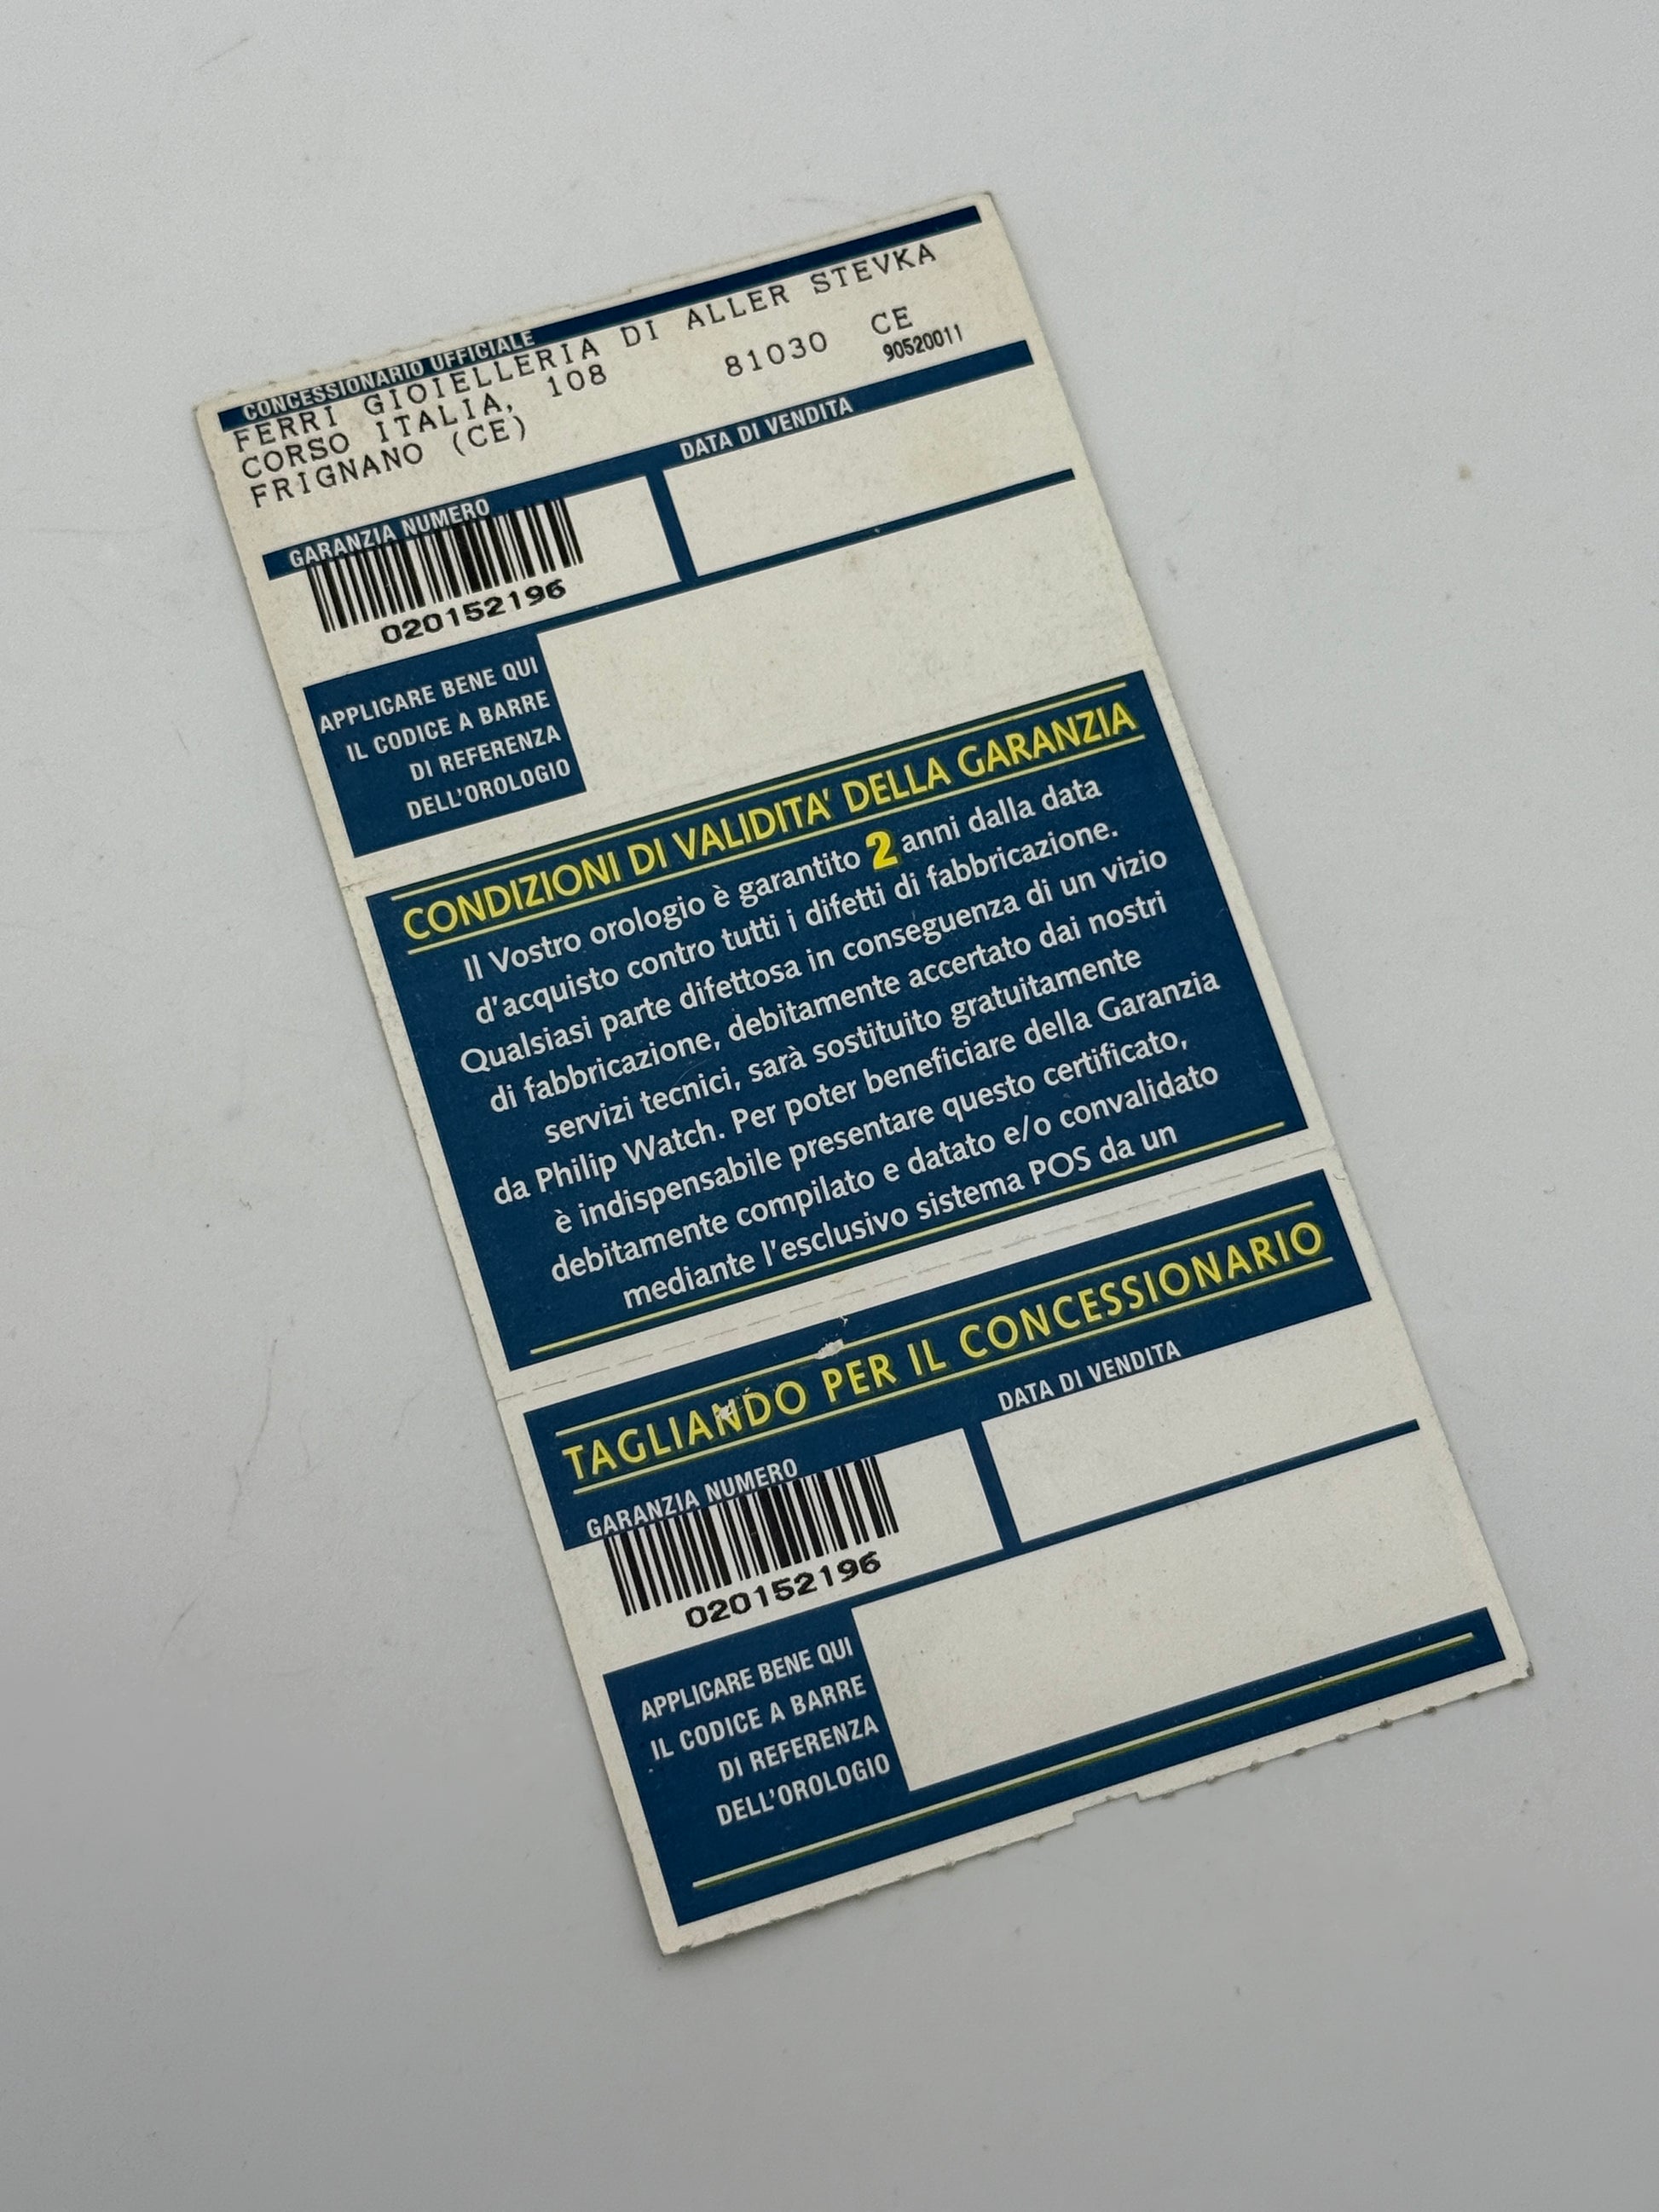 CONCESSIONARIO UFFICIALE
FERRI GIOIELLERIA DI ALLER STEVKA
CORSO ITALIA, 108 81030 CE
FRIGNANO (CE) 90520011
GARANZIA NUMERO DATA DI VENDITA
020152196
APPLICARE BENE QUI
IL CODICE A BARRE
DI REFERENZA
DELL'OROLOGIO
CONDIZIONI DI VALIDITA' DELLA GARANZIA
Il Vostro orologio è garantito 2 anni dalla data
d'acquisto contro tutti i difetti di fabbricazione.
Qualsiasi parte difettosa in conseguenza di un vizio
di fabbricazione, debitamente accertato dai nostri
servizi tecnici, sarà sostituito gratuitamente
da Philip Watch. Per poter beneficiare della Garanzia
è indispensabile presentare questo certificato,
debitamente compilato e datato e/o convalidato
mediante l'esclusivo sistema POS da un
TAGLIANDO PER IL CONCESSIONARIO
GARANZIA NUMERO DATA DI VENDITA
020152196
APPLICARE BENE QUI
IL CODICE A BARRE
DI REFERENZA
DELL'OROLOGIO